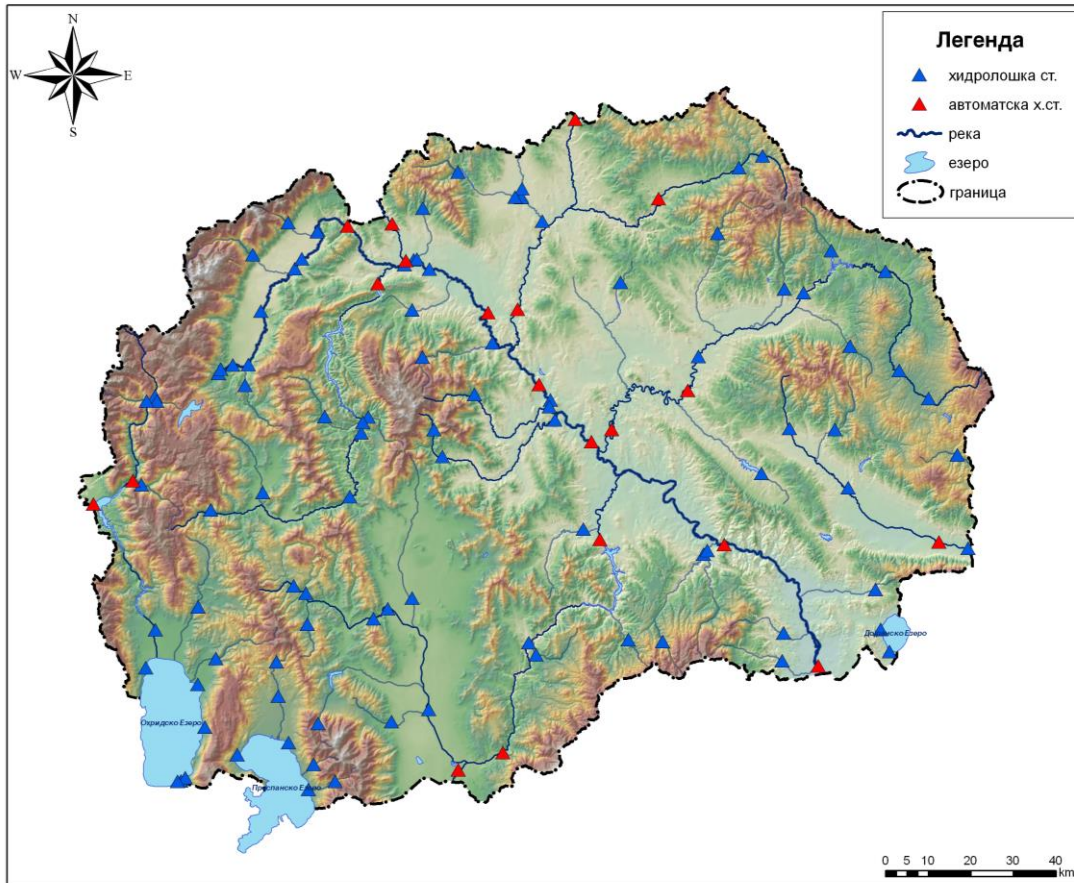 N
W E
S
Легенда
хидролошка ст.
автоматска х.ст.
река
езеро
граница
Дојранско Езеро
Охридско Езеро
Преспанско Езеро
0 5 10 20 30 40
km